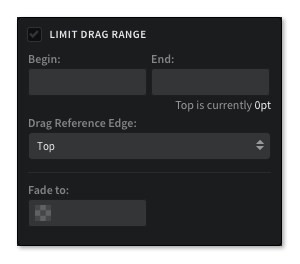 LIMIT DRAG RANGE
Begin: End:
Top is currently 0pt
Drag Reference Edge:
Top
Fade to: